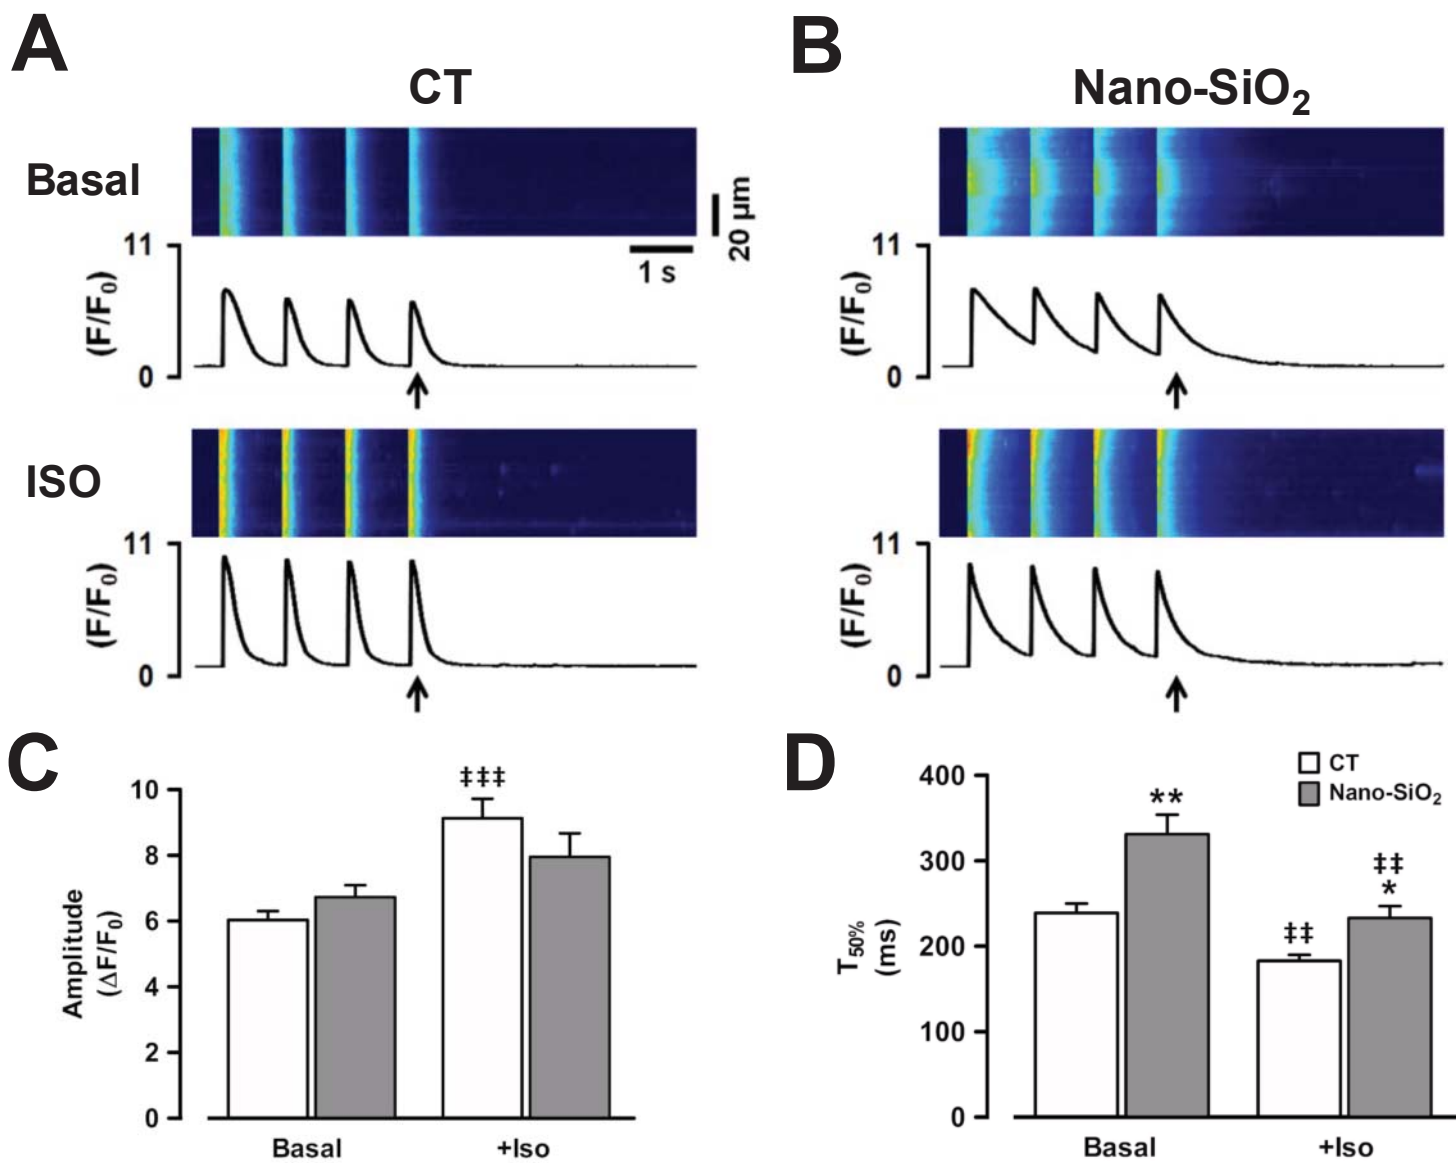 A
B
CT
Nano-SiO₂
Basal
20 µm
1 s
11
(F/F₀)
0
11
(F/F₀)
0
ISO
11
(F/F₀)
0
11
(F/F₀)
0
C
D
Amplitude
(ΔF/F₀)
10
8
6
4
2
0
‡‡‡
Basal
+Iso
T₅₀%
(ms)
400
300
200
100
0
**
‡‡
‡‡
*
CT
Nano-SiO₂
Basal
+Iso